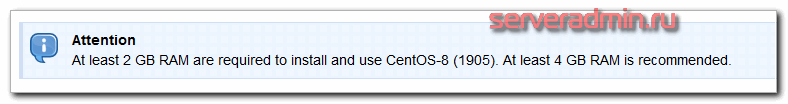 serveradmin.ru
Attention
At least 2 GB RAM are required to install and use CentOS-8 (1905). At least 4 GB RAM is recommended.